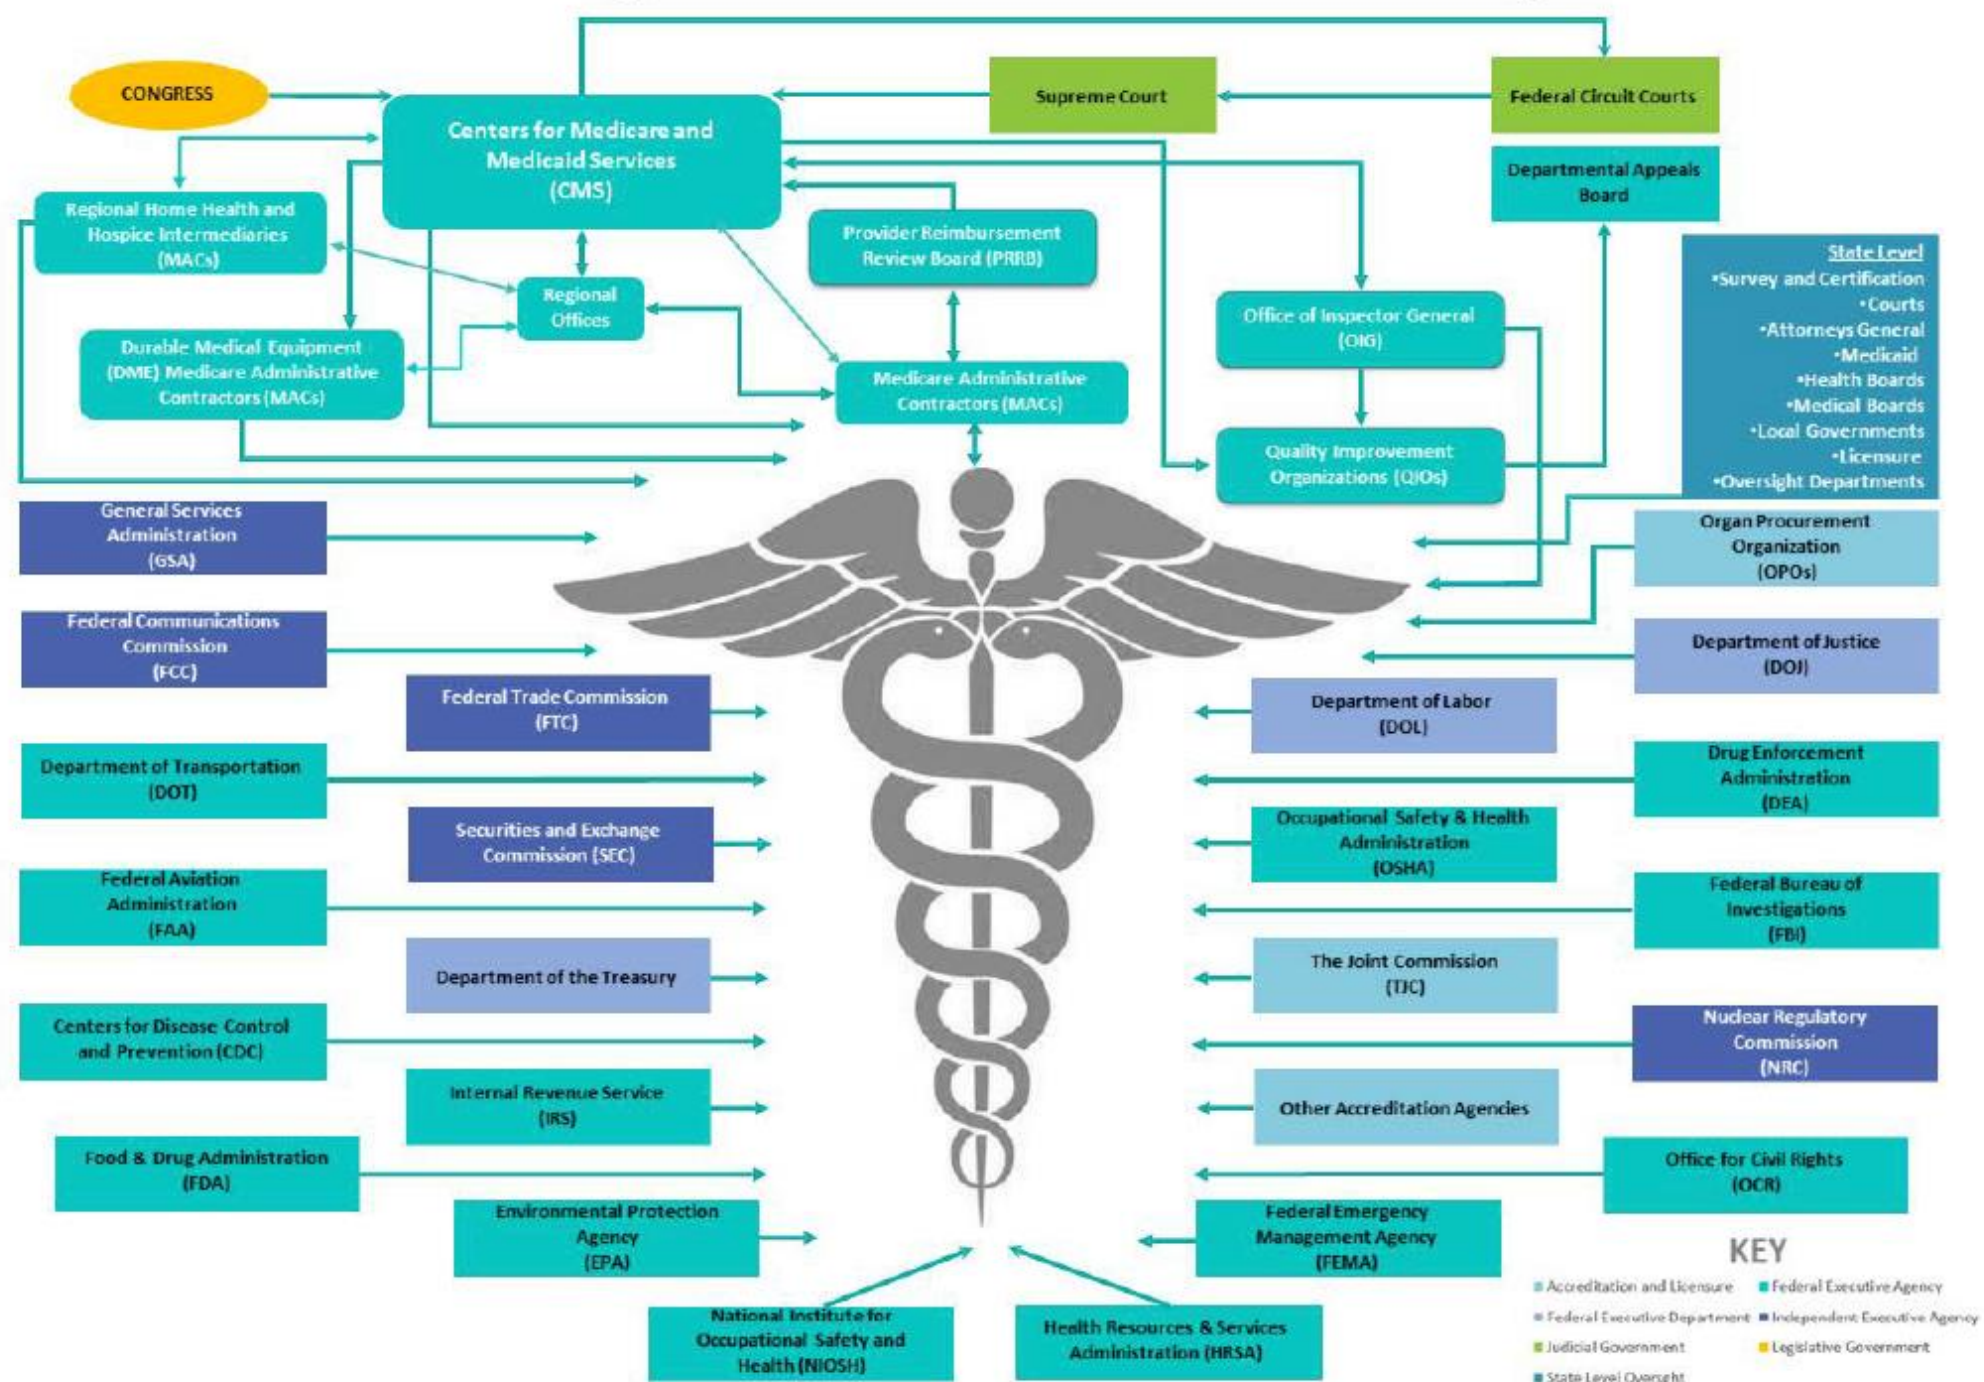 CONGRESS
Supreme Court
Federal Circuit Courts
Centers for Medicare and
Medicaid Services
(CMS)
Departmental Appeals
Board
Regional Home Health and
Hospice Intermediaries
(MACs)
Provider Reimbursement
Review Board (PRRB)
State Level
•Survey and Certification
•Courts
•Attorneys General
•Medicaid
•Health Boards
•Medical Boards
•Local Governments
•Licensure
•Oversight Departments
Regional
Offices
Office of Inspector General
(OIG)
Durable Medical Equipment
(DME) Medicare Administrative
Contractors (MACs)
Medicare Administrative
Contractors (MACs)
Quality Improvement
Organizations (QIOs)
General Services
Administration
(GSA)
Organ Procurement
Organization
(OPOs)
Federal Communications
Commission
(FCC)
Department of Justice
(DOJ)
Federal Trade Commission
(FTC)
Department of Labor
(DOL)
Department of Transportation
(DOT)
Drug Enforcement
Administration
(DEA)
Securities and Exchange
Commission (SEC)
Occupational Safety & Health
Administration
(OSHA)
Federal Aviation
Administration
(FAA)
Federal Bureau of
Investigations
(FBI)
Department of the Treasury
The Joint Commission
(TJC)
Centers for Disease Control
and Prevention (CDC)
Nuclear Regulatory
Commission
(NRC)
Internal Revenue Service
(IRS)
Other Accreditation Agencies
Food & Drug Administration
(FDA)
Office for Civil Rights
(OCR)
Environmental Protection
Agency
(EPA)
Federal Emergency
Management Agency
(FEMA)
National Institute for
Occupational Safety and
Health (NIOSH)
Health Resources & Services
Administration (HRSA)
KEY
Accreditation and Licensure
Federal Executive Agency
Federal Executive Department
Independent Executive Agency
Judicial Government
Legislative Government
State Level Oversght